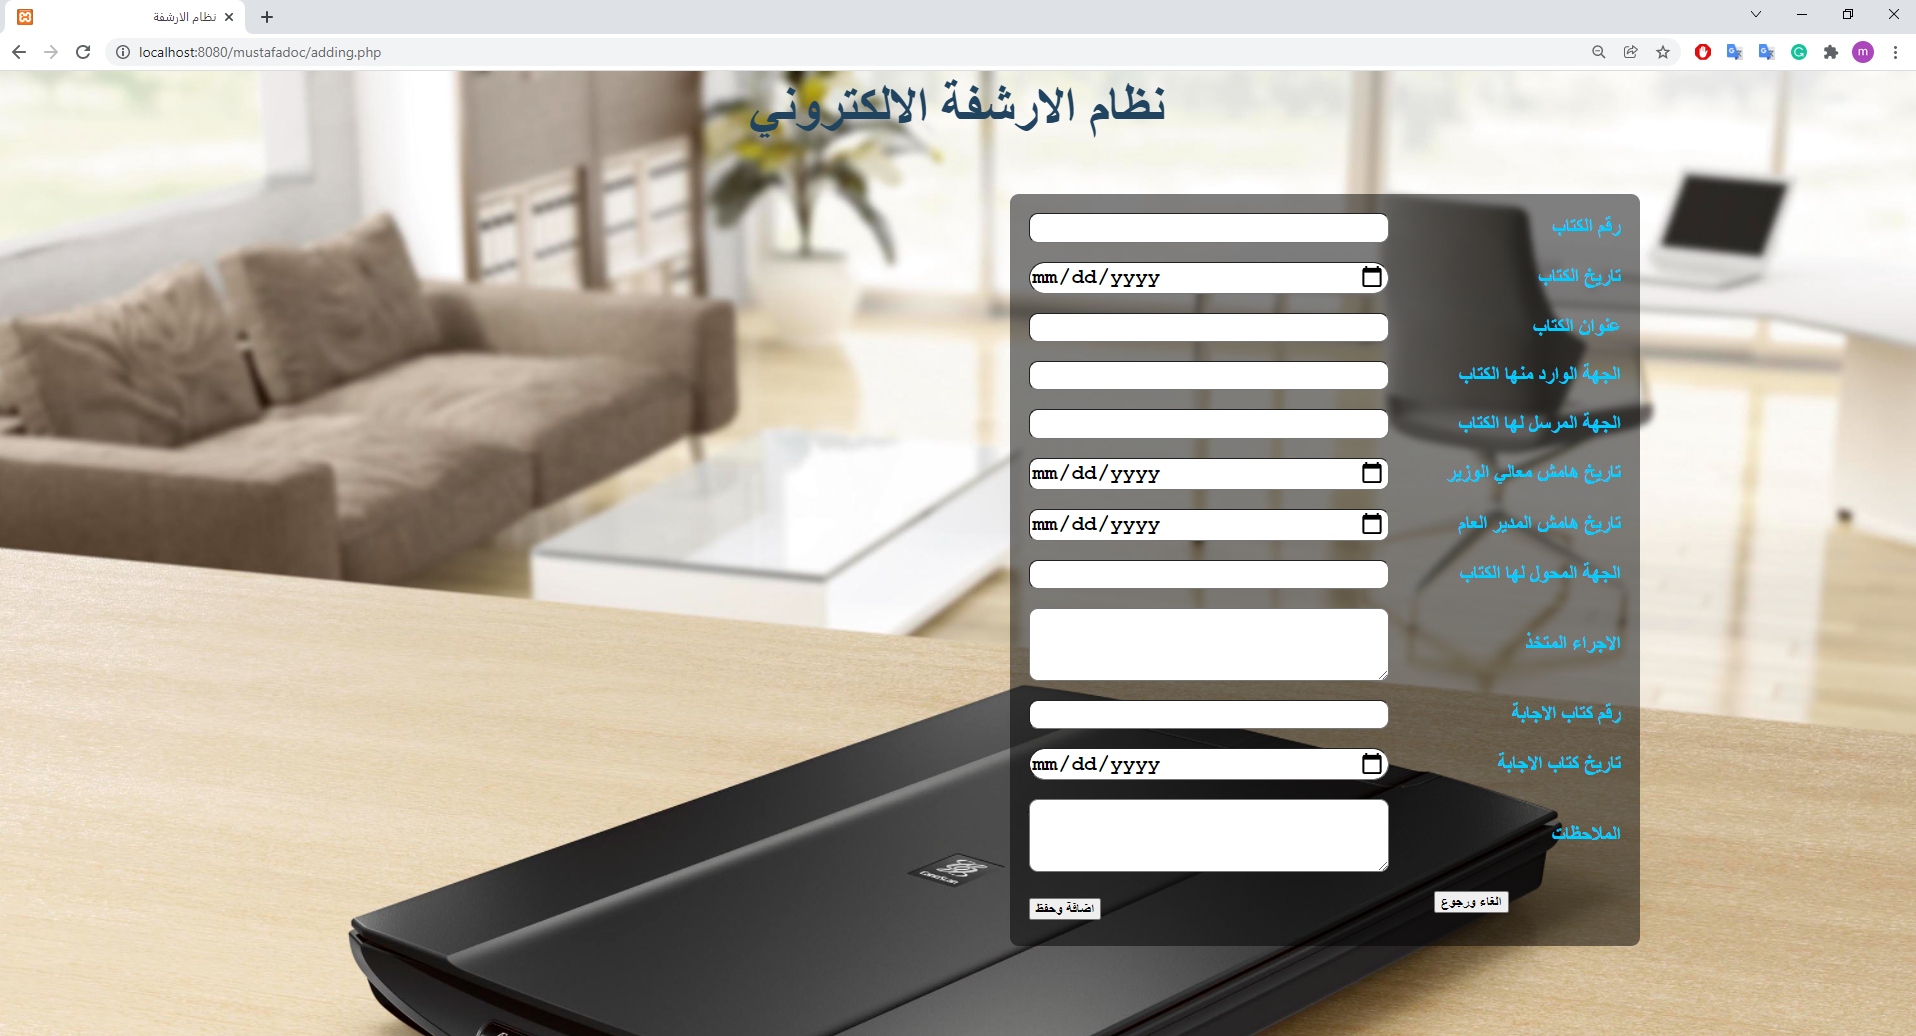 نظام الارشفة
localhost:8080/mustafadoc/adding.php
m
نظام الارشفة الالكتروني
رقم الكتاب
تاريخ الكتاب
mm/dd/yyyy
عنوان الكتاب
الجهة الوارد منها الكتاب
الجهة المرسل لها الكتاب
تاريخ هامش معالي الوزير
mm/dd/yyyy
تاريخ هامش المدير العام
mm/dd/yyyy
الجهة المحول لها الكتاب
الاجراء المتخذ
رقم كتاب الاجابة
تاريخ كتاب الاجابة
mm/dd/yyyy
الملاحظات
الغاء ورجوع
اضافة وحفظ
CanoScan